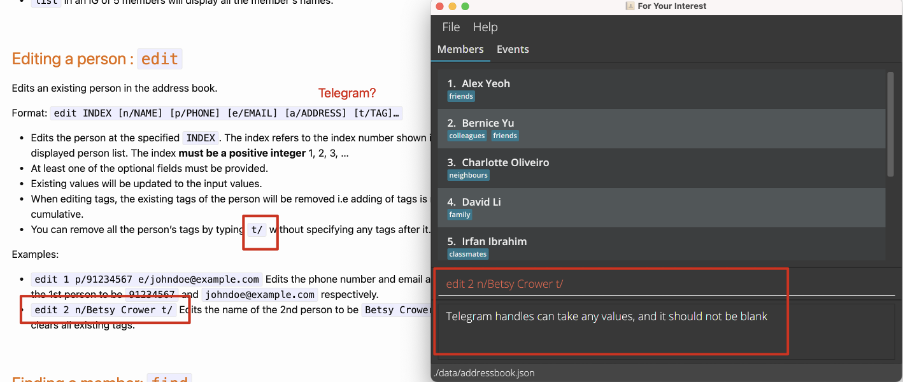 list in an IG of 5 members will display all the member's names.
Editing a person : edit
Edits an existing person in the address book.
Telegram?
Format: edit INDEX [n/NAME] [p/PHONE] [e/EMAIL] [a/ADDRESS] [t/TAG]…
Edits the person at the specified INDEX. The index refers to the index number shown i
displayed person list. The index must be a positive integer 1, 2, 3, …
At least one of the optional fields must be provided.
Existing values will be updated to the input values.
When editing tags, the existing tags of the person will be removed i.e adding of tags is
cumulative.
You can remove all the person's tags by typing t/ without specifying any tags after it.
Examples:
edit 1 p/91234567 e/johndoe@example.com Edits the phone number and email a
the 1st person to be 91234567 and johndoe@example.com respectively.
edit 2 n/Betsy Crower t/ Edits the name of the 2nd person to be Betsy Crower
clears all existing tags.
Finding a member: find
For Your Interest
File Help
Members Events
1. Alex Yeoh
friends
2. Bernice Yu
colleagues friends
3. Charlotte Oliveiro
neighbours
4. David Li
family
5. Irfan Ibrahim
classmates
edit 2 n/Betsy Crower t/
Telegram handles can take any values, and it should not be blank
./data/addressbook.json